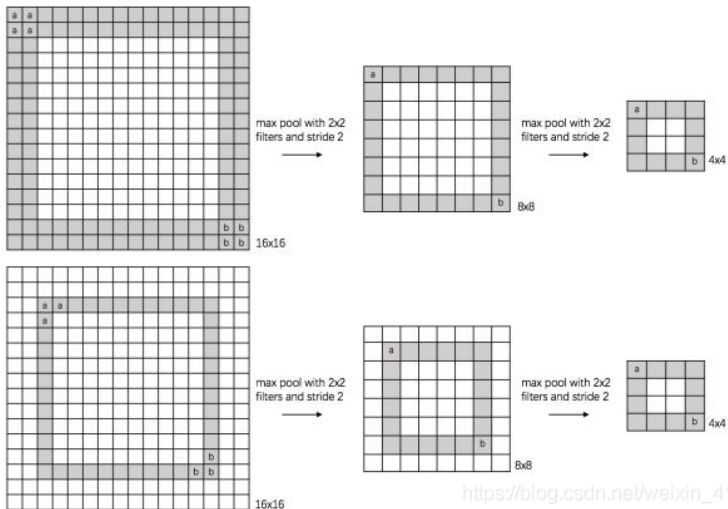 a a
a a
a
a
max pool with 2x2
filters and stride 2
max pool with 2x2
filters and stride 2
b
4x4
b
8x8
b b
b b
16x16
a a
a
a
a
max pool with 2x2
filters and stride 2
max pool with 2x2
filters and stride 2
b
4x4
b
8x8
b
b b
16x16
https://blog.csdn.net/weixin_41